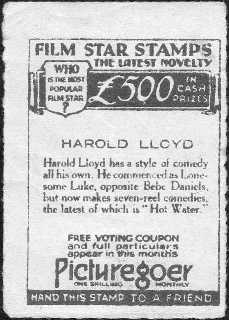 FILM STAR STAMPS
THE LATEST NOVELTY
WHO
IS THE MOST
POPULAR
FILM STAR
?
£500 IN
CASH
PRIZES
HAROLD LLOYD
Harold Lloyd has a style of comedy
all his own. He commenced as Lone-
some Luke, opposite Bebe Daniels,
but now makes seven-reel comedies,
the latest of which is "Hot Water."
FREE VOTING COUPON
and full particulars
appear in this month's
Picturegoer
ONE SHILLING MONTHLY
HAND THIS STAMP TO A FRIEND